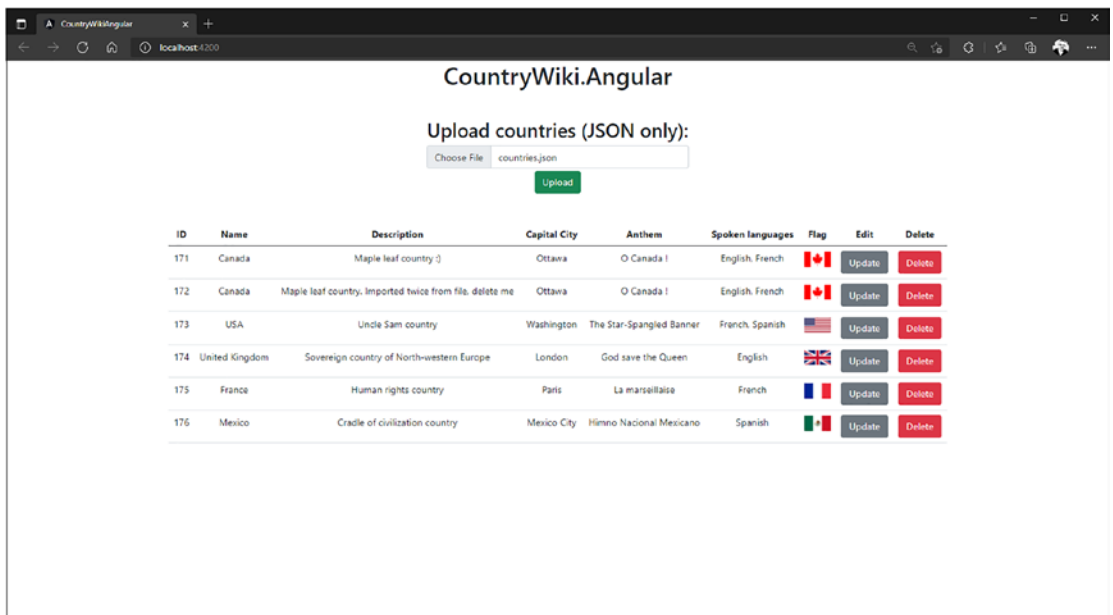 CountryWikiAngular
localhost:4200
CountryWiki.Angular
Upload countries (JSON only):
Choose File countries.json
Upload
ID Name Description Capital City Anthem Spoken languages Flag Edit Delete
171 Canada Maple leaf country :) Ottawa O Canada ! English, French Update Delete
172 Canada Maple leaf country. Imported twice from file, delete me Ottawa O Canada ! English, French Update Delete
173 USA Uncle Sam country Washington The Star-Spangled Banner French, Spanish Update Delete
174 United Kingdom Sovereign country of North-western Europe London God save the Queen English Update Delete
175 France Human rights country Paris La marseillaise French Update Delete
176 Mexico Cradle of civilization country Mexico City Himno Nacional Mexicano Spanish Update Delete